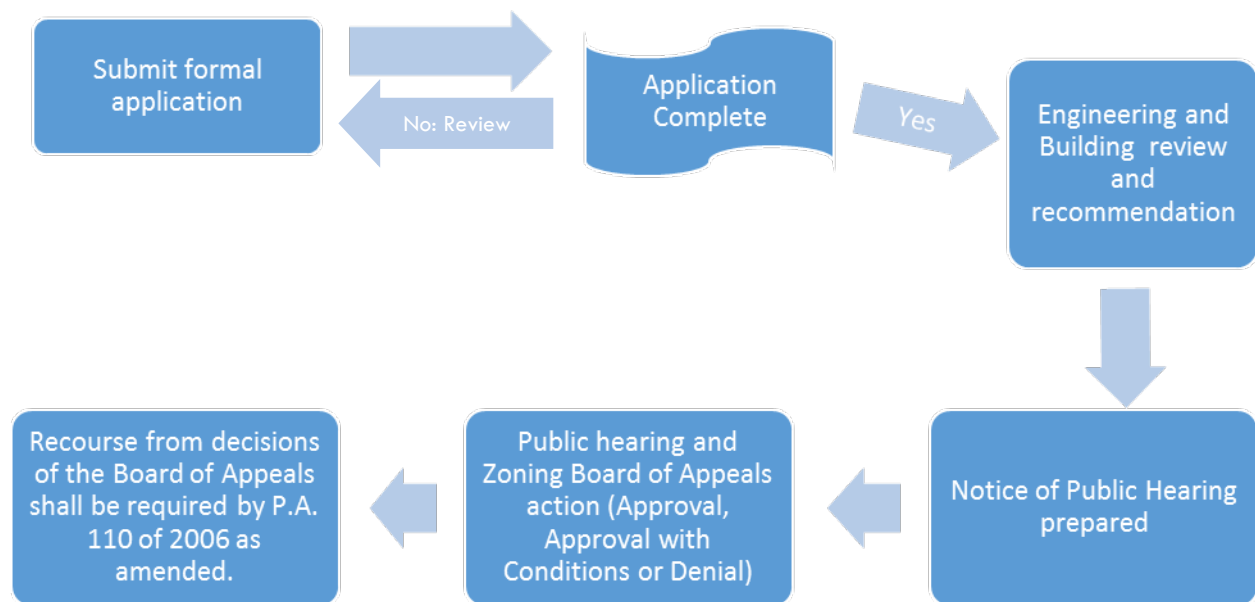 Submit formal
application
No: Review
Application
Complete
Yes
Engineering and
Building review
and
recommendation
Notice of Public Hearing
prepared
Public hearing and
Zoning Board of Appeals
action (Approval,
Approval with
Conditions or Denial)
Recourse from decisions
of the Board of Appeals
shall be required by P.A.
110 of 2006 as
amended.